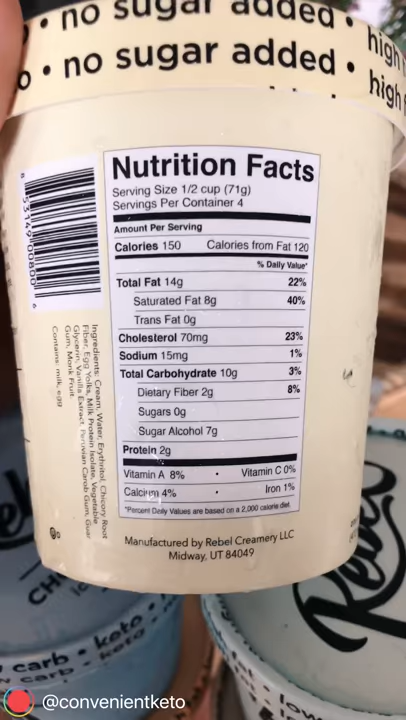 • no sugar added •
o • no sugar added • high
Nutrition Facts
Serving Size 1/2 cup (71g)
Servings Per Container 4
Amount Per Serving
Calories 150 Calories from Fat 120
% Daily Value*
Total Fat 14g 22%
Saturated Fat 8g 40%
Trans Fat 0g
Cholesterol 70mg 23%
Sodium 15mg 1%
Total Carbohydrate 10g 3%
Dietary Fiber 2g 8%
Sugars 0g
Sugar Alcohol 7g
Protein 2g
Vitamin A 8% • Vitamin C 0%
Calcium 4% • Iron 1%
*Percent Daily Values are based on a 2,000 calorie diet.
Ingredients: Cream, Water, Erythritol, Chicory Root
Fiber, Egg Yolks, Milk Protein Isolate, Vegetable
Glycerin, Vanilla Extract, Peruvian Carob Gum, Guar
Gum, Monk Fruit.
Contains: milk, egg
Manufactured by Rebel Creamery LLC
Midway, UT 84049
Rebel
carb • keto •
carb • keto
• low
@convenientketo